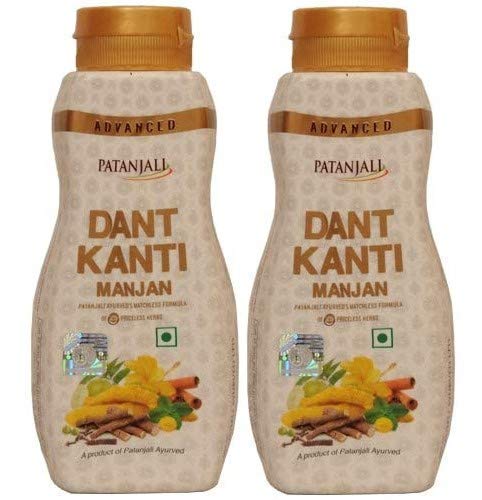 ADVANCED
PATANJALI
DANT
KANTI
MANJAN
PATANJALI AYURVED'S MATCHLESS FORMULA
OF PRICELESS HERBS
A product of Patanjali Ayurved
ADVANCED
PATANJALI
DANT
KANTI
MANJAN
PATANJALI AYURVED'S MATCHLESS FORMULA
OF PRICELESS HERBS
A product of Patanjali Ayurved